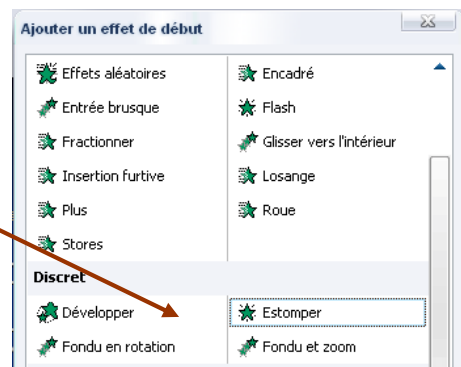 Ajouter un effet de début
Effets aléatoires Encadré
Entrée brusque Flash
Fractionner Glisser vers l'intérieur
Insertion furtive Losange
Plus Roue
Stores
Discret
Développer Estomper
Fondu en rotation Fondu et zoom